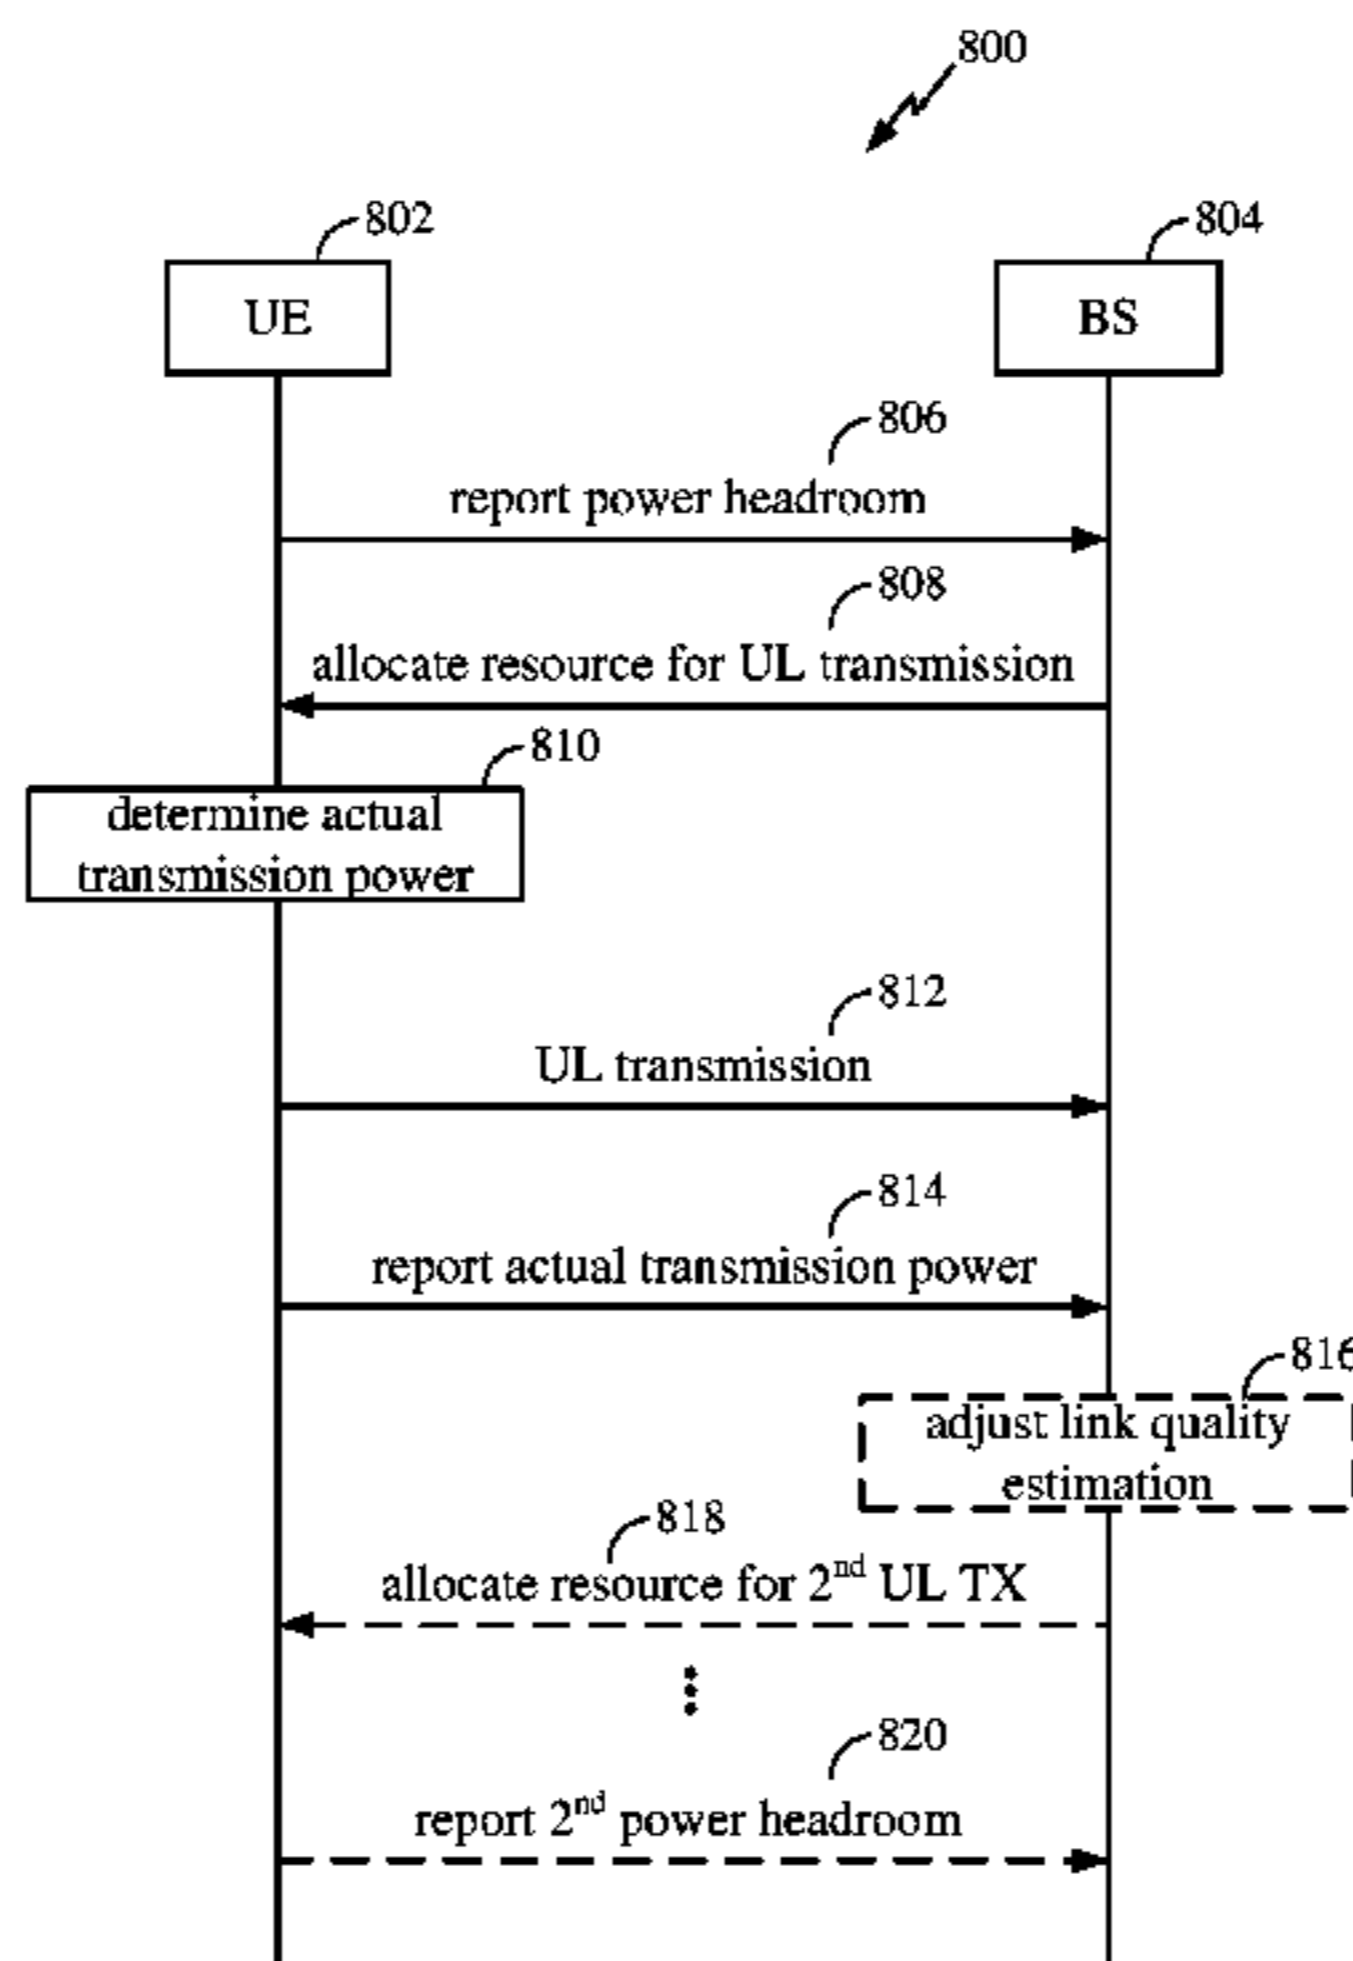 800
802
804
UE
BS
806
report power headroom
808
allocate resource for UL transmission
810
determine actual
transmission power
812
UL transmission
814
report actual transmission power
816
adjust link quality
estimation
818
allocate resource for 2nd UL TX
820
report 2nd power headroom